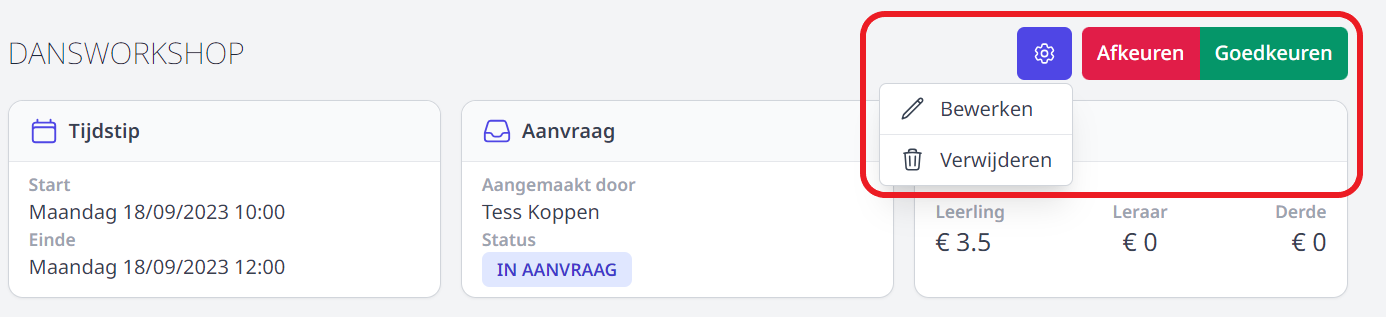 DANSWORKSHOP
Afkeuren
Goedkeuren
Bewerken
Verwijderen
Tijdstip
Start
Maandag 18/09/2023 10:00
Einde
Maandag 18/09/2023 12:00
Aanvraag
Aangemaakt door
Tess Koppen
Status
IN AANVRAAG
Leerling Leraar Derde
€ 3.5 € 0 € 0